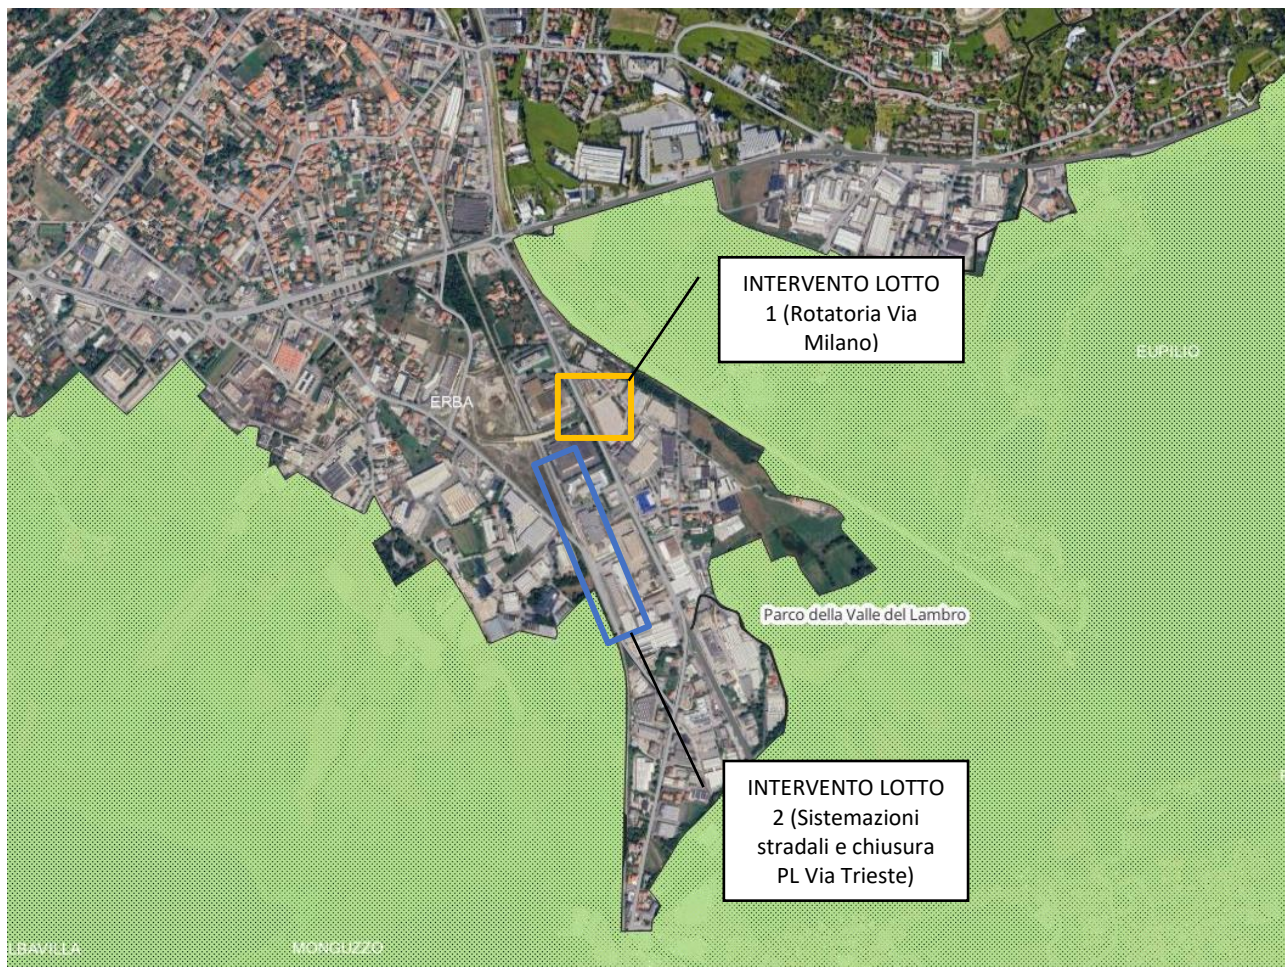 INTERVENTO LOTTO
1 (Rotatoria Via
Milano)
EUPILIO
ERBA
Parco della Valle del Lambro
INTERVENTO LOTTO
2 (Sistemazioni
stradali e chiusura
PL Via Trieste)
LBAVILLA
MONGUZZO